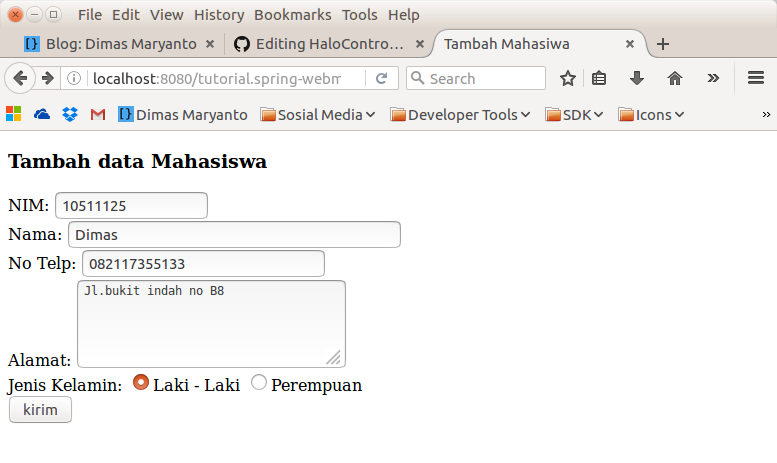 File Edit View History Bookmarks Tools Help
Blog: Dimas Maryanto Editing HaloContro... Tambah Mahasiwa
localhost:8080/tutorial.spring-webm Search
Dimas Maryanto Sosial Media Developer Tools SDK Icons
Tambah data Mahasiswa
NIM: 10511125
Nama: Dimas
No Telp: 082117355133
Jl.bukit indah no B8
Alamat:
Jenis Kelamin: Laki - Laki Perempuan
kirim